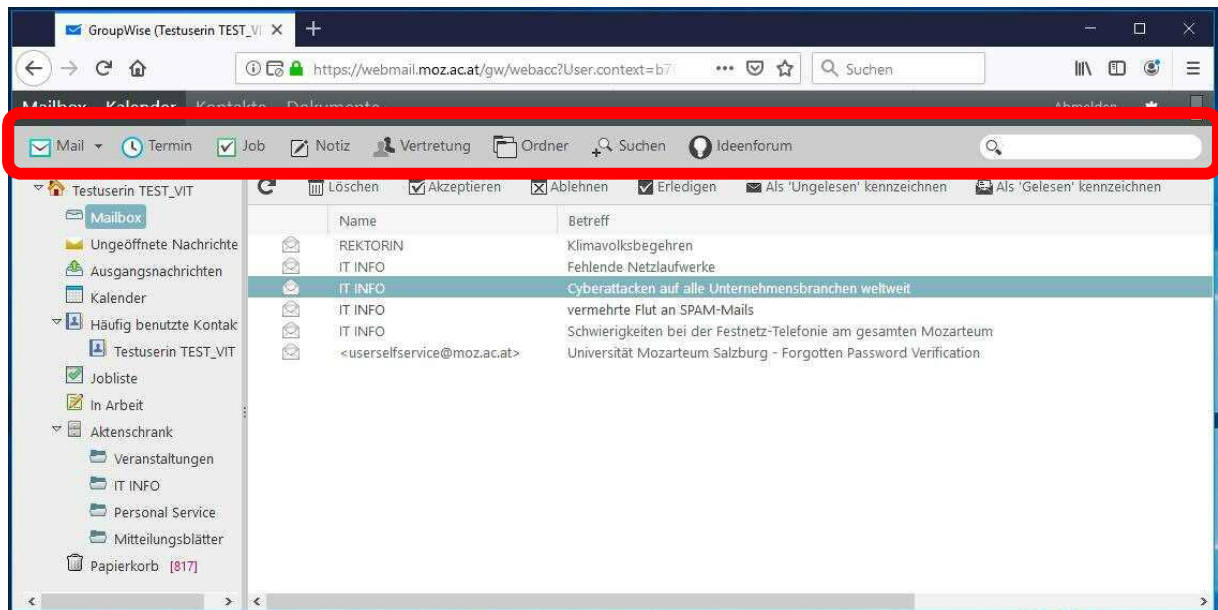 GroupWise (Testuserin TEST_VI
https://webmail.moz.ac.at/gw/webacc?User.context=b7
Suchen
Mailbox Kalender Kontakte Dokumente Abmelden
Mail Termin Job Notiz Vertretung Ordner Suchen Ideenforum
Testuserin TEST_VIT
Löschen Akzeptieren Ablehnen Erledigen Als 'Ungelesen' kennzeichnen Als 'Gelesen' kennzeichnen
Mailbox
Name Betreff
Ungeöffnete Nachrichte
REKTORIN Klimavolksbegehren
Ausgangsnachrichten
IT INFO Fehlende Netzlaufwerke
Kalender
IT INFO Cyberattacken auf alle Unternehmensbranchen weltweit
Häufig benutzte Kontak
IT INFO vermehrte Flut an SPAM-Mails
Testuserin TEST_VIT
IT INFO Schwierigkeiten bei der Festnetz-Telefonie am gesamten Mozarteum
<userselfservice@moz.ac.at> Universität Mozarteum Salzburg - Forgotten Password Verification
Jobliste
In Arbeit
Aktenschrank
Veranstaltungen
IT INFO
Personal Service
Mitteilungsblätter
Papierkorb [817]